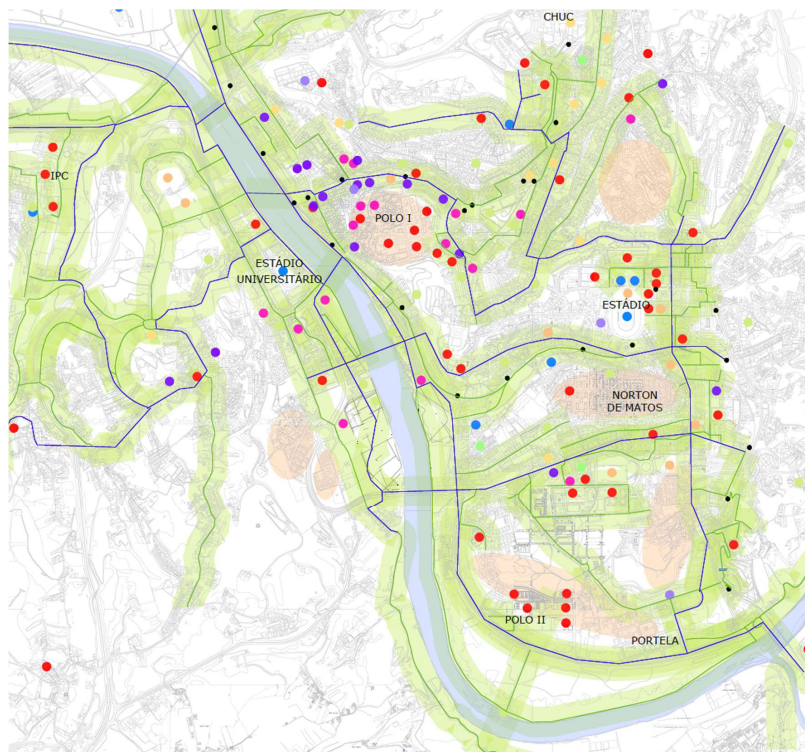 CHUC
IPC
POLO I
ESTÁDIO
UNIVERSITÁRIO
ESTÁDIO
NORTON
DE MATOS
POLO II
PORTELA